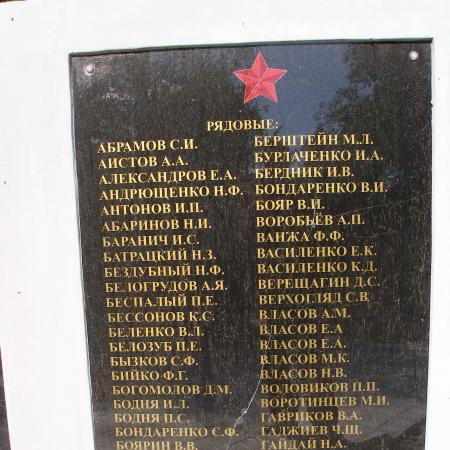 РЯДОВЫЕ:
АБРАМОВ С.И.
АИСТОВ А.А.
АЛЕКСАНДРОВ Е.А.
АНДРЮЩЕНКО Н.Ф.
АНТОНОВ И.П.
АБАРИНОВ Н.И.
БАРАНИЧ И.С.
БАТРАЦКИЙ Н.З.
БЕЗДУБНЫЙ Н.Ф.
БЕЛОГРУДОВ А.Я.
БЕСПАЛЫЙ П.Е.
БЕССОНОВ К.С.
БЕЛЕНКО В.Л.
БЕЛОЗУБ П.Е.
БЫЗКОВ С.Ф.
БИЙКО Ф.Г.
БОГОМОЛОВ Д.М.
БОДНЯ И.Л.
БОДНЯ П.С.
БОНДАРЕНКО С.Ф.
БОЯРИН В.В.
БЕРШТЕЙН М.Л.
БУРЛАЧЕНКО И.А.
БЕРДНИК И.В.
БОНДАРЕНКО В.И.
БОЯР В.И.
ВОРОБЬЁВ А.П.
ВАНЖА Ф.Ф.
ВАСИЛЕНКО Е.К.
ВАСИЛЕНКО К.Д.
ВЕРЕЩАГИН Д.С.
ВЕРХОГЛЯД С.В.
ВЛАСОВ А.М.
ВЛАСОВ Е.А
ВЛАСОВ Е.А.
ВЛАСОВ М.К.
ВЛАСОВ Н.В.
ВОЛОВИКОВ П.П.
ВОРОТИНЦЕВ М.И.
ГАВРИКОВ В.А.
ГАДЖИЕВ Ч.Щ.
ГАЙДАЙ Н.А.